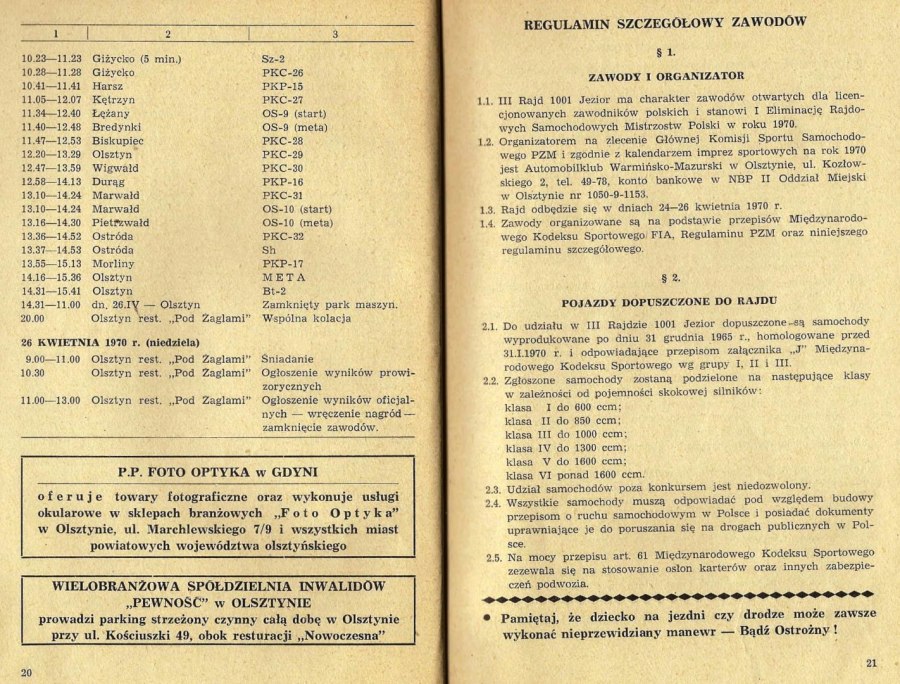 1 2 3
10.23—11.23 Giżycko (5 min.) Sz-2
10.28—11.28 Giżycko PKC-26
10.41—11.41 Harsz PKP-15
11.05—12.07 Kętrzyn PKC-27
11.34—12.40 Łężany OS-9 (start)
11.40—12.48 Bredynki OS-9 (meta)
11.47—12.53 Biskupiec PKC-28
12.20—13.29 Olsztyn PKC-29
12.47—13.59 Wigwałd PKC-30
12.58—14.13 Durąg PKP-16
13.10—14.24 Marwałd PKC-31
13.10—14.24 Marwałd OS-10 (start)
13.16—14.30 Pietrzwałd OS-10 (meta)
13.36—14.52 Ostróda PKC-32
13.37—14.53 Ostróda Sh
13.55—15.13 Morliny PKP-17
14.16—15.36 Olsztyn META
14.31—15.41 Olsztyn Bt-2
14.31—11.00 dn. 26.IV — Olsztyn Zamknięty park maszyn.
20.00 Olsztyn rest. „Pod Żaglami" Wspólna kolacja
26 KWIETNIA 1970 r. (niedziela)
9.00—11.00 Olsztyn rest. „Pod Żaglami" Śniadanie
10.30 Olsztyn rest. „Pod Żaglami" Ogłoszenie wyników prowi-
zorycznych
11.00—13.00 Olsztyn rest. „Pod Żaglami" Ogłoszenie wyników oficjal-
nych — wręczenie nagród —
zamknięcie zawodów.
P.P. FOTO OPTYKA w GDYNI
oferuje towary fotograficzne oraz wykonuje usługi
okularowe w sklepach branżowych „Foto Optyka"
w Olsztynie, ul. Marchlewskiego 7/9 i wszystkich miast
powiatowych województwa olsztyńskiego
WIELOBRANŻOWA SPÓŁDZIELNIA INWALIDÓW
„PEWNOŚĆ" w OLSZTYNIE
prowadzi parking strzeżony czynny całą dobę w Olsztynie
przy ul. Kościuszki 49, obok resturacji „Nowoczesna"
20
REGULAMIN SZCZEGÓŁOWY ZAWODÓW
§ 1.
ZAWODY I ORGANIZATOR
1.1. III Rajd 1001 Jezior ma charakter zawodów otwartych dla licen-
cjonowanych zawodników polskich i stanowi I Eliminację Rajdo-
wych Samochodowych Mistrzostw Polski w roku 1970.
1.2. Organizatorem na zlecenie Głównej Komisji Sportu Samochodo-
wego PZM i zgodnie z kalendarzem imprez sportowych na rok 1970
jest Automobilklub Warmińsko-Mazurski w Olsztynie, ul. Kozłow-
skiego 2, tel. 49-78, konto bankowe w NBP II Oddział Miejski
w Olsztynie nr 1050-9-1153.
1.3. Rajd odbędzie się w dniach 24—26 kwietnia 1970 r.
1.4. Zawody organizowane są na podstawie przepisów Międzynarodo-
wego Kodeksu Sportowego FIA, Regulaminu PZM oraz niniejszego
regulaminu szczegółowego.
§ 2.
POJAZDY DOPUSZCZONE DO RAJDU
2.1. Do udziału w III Rajdzie 1001 Jezior dopuszczone są samochody
wyprodukowane po dniu 31 grudnia 1965 r., homologowane przed
31.I.1970 r. i odpowiadające przepisom załącznika „J" Międzyna-
rodowego Kodeksu Sportowego wg grupy I, II i III.
2.2. Zgłoszone samochody zostaną podzielone na następujące klasy
w zależności od pojemności skokowej silników:
klasa I do 600 ccm;
klasa II do 850 ccm;
klasa III do 1000 ccm;
klasa IV do 1300 ccm;
klasa V do 1600 ccm;
klasa VI ponad 1600 ccm.
2.3. Udział samochodów poza konkursem jest niedozwolony.
2.4. Wszystkie samochody muszą odpowiadać pod względem budowy
przepisom o ruchu samochodowym w Polsce i posiadać dokumenty
uprawniające je do poruszania się na drogach publicznych w Pol-
sce.
2.5. Na mocy przepisu art. 61 Międzynarodowego Kodeksu Sportowego
zezwala się na stosowanie osłon karterów oraz innych zabezpie-
czeń podwozia.
● Pamiętaj, że dziecko na jezdni czy drodze może zawsze
wykonać nieprzewidziany manewr — Bądź Ostrożny!
21